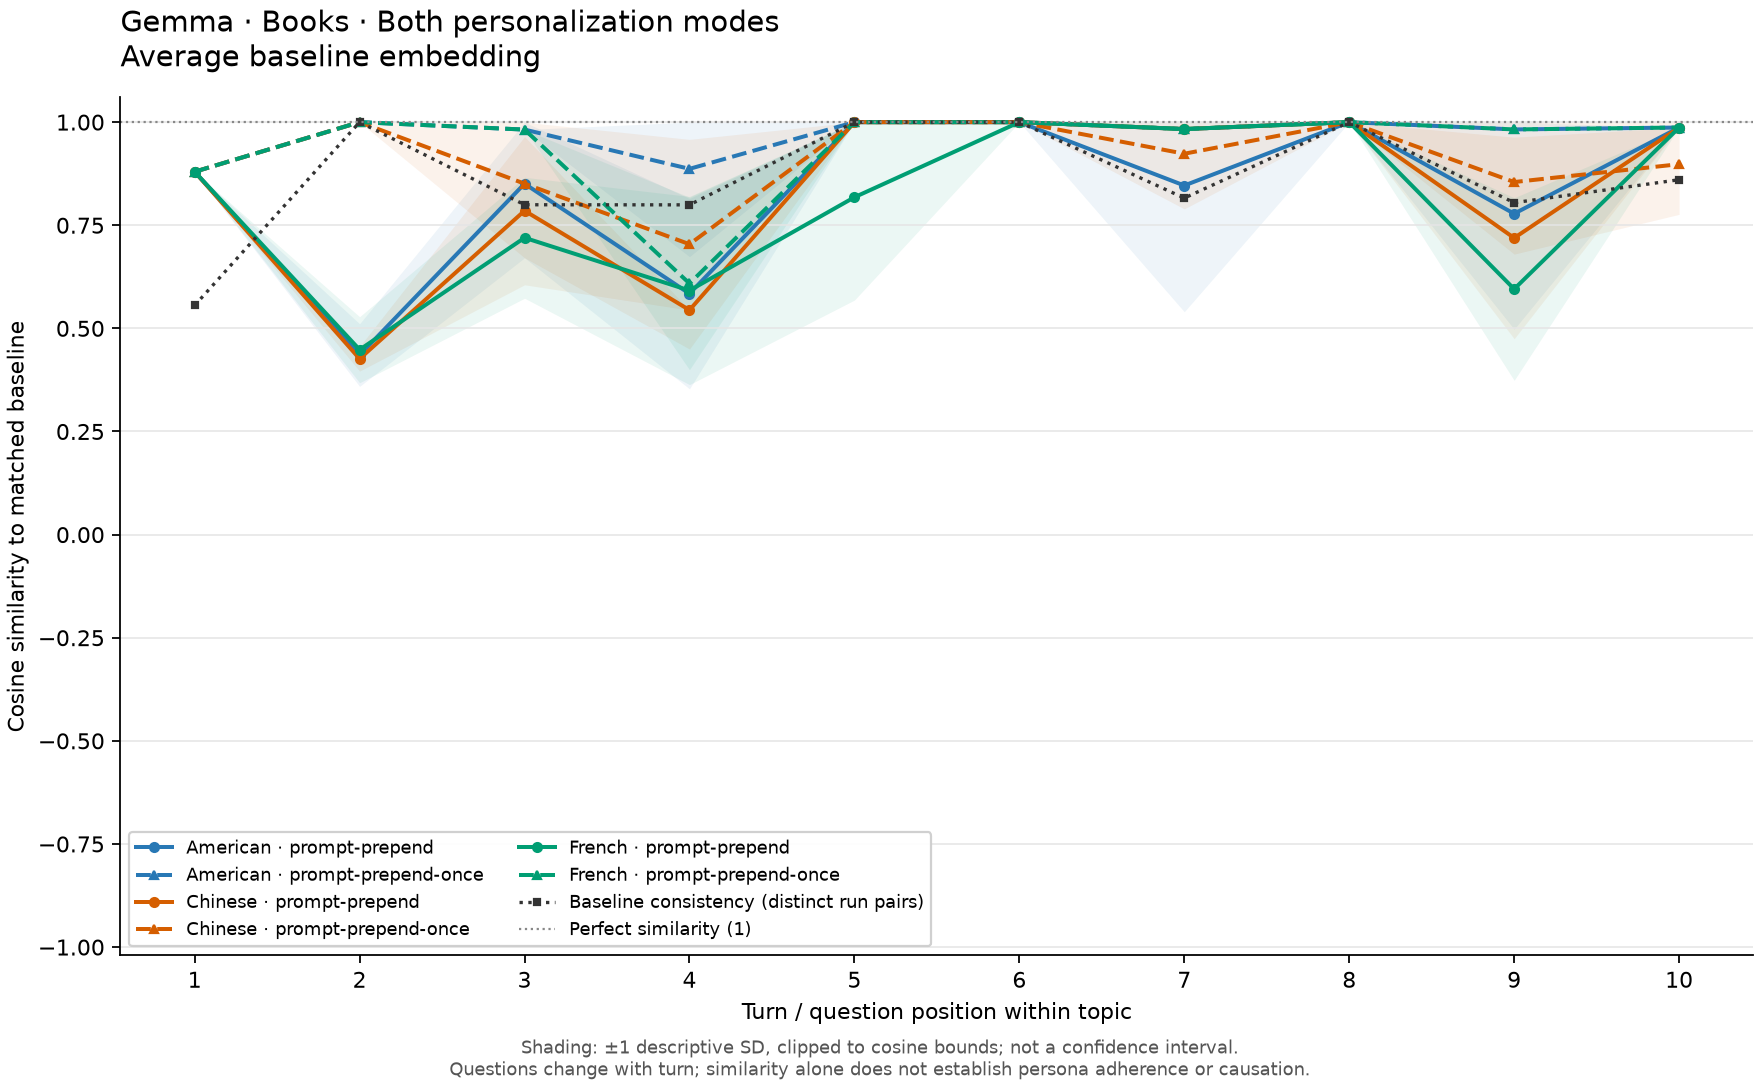 Gemma · Books · Both personalization modes
Average baseline embedding
Cosine similarity to matched baseline
1.00
0.75
0.50
0.25
0.00
−0.25
−0.50
−0.75
−1.00
American · prompt-prepend
American · prompt-prepend-once
Chinese · prompt-prepend
Chinese · prompt-prepend-once
French · prompt-prepend
French · prompt-prepend-once
Baseline consistency (distinct run pairs)
Perfect similarity (1)
1 2 3 4 5 6 7 8 9 10
Turn / question position within topic
Shading: ±1 descriptive SD, clipped to cosine bounds; not a confidence interval.
Questions change with turn; similarity alone does not establish persona adherence or causation.